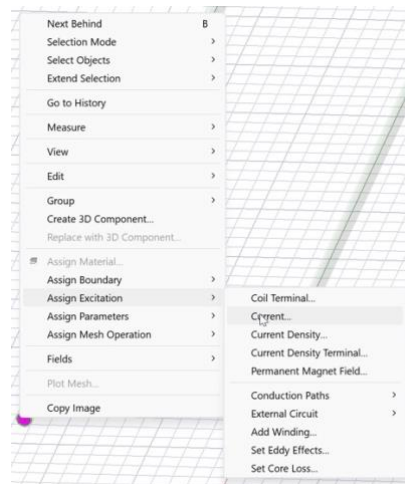 Next Behind B
Selection Mode >
Select Objects >
Extend Selection >
Go to History
Measure >
View >
Edit >
Group >
Create 3D Component...
Replace with 3D Component...
Assign Material...
Assign Boundary >
Assign Excitation >
Assign Parameters >
Assign Mesh Operation >
Fields >
Plot Mesh...
Copy Image
Coil Terminal...
Current...
Current Density...
Current Density Terminal...
Permanent Magnet Field...
Conduction Paths >
External Circuit >
Add Winding...
Set Eddy Effects...
Set Core Loss...